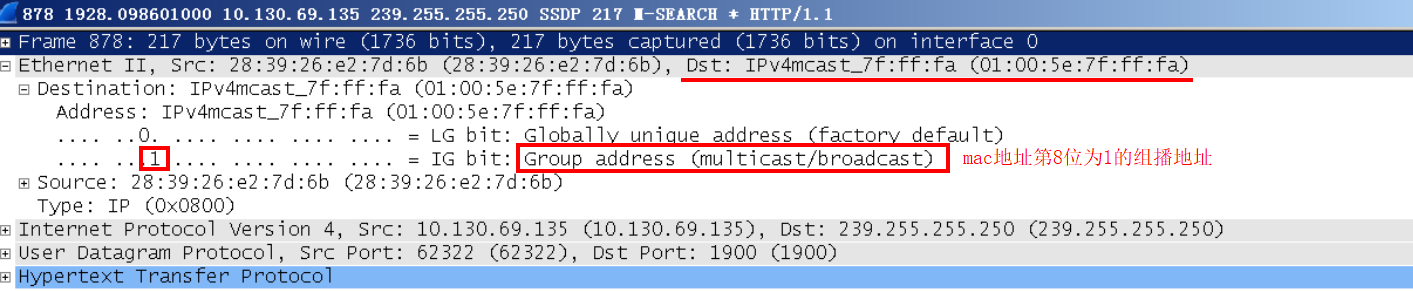 878 1928.098601000 10.130.69.135 239.255.255.250 SSDP 217 M-SEARCH * HTTP/1.1
Frame 878: 217 bytes on wire (1736 bits), 217 bytes captured (1736 bits) on interface 0
Ethernet II, Src: 28:39:26:e2:7d:6b (28:39:26:e2:7d:6b), Dst: IPv4mcast_7f:ff:fa (01:00:5e:7f:ff:fa)
Destination: IPv4mcast_7f:ff:fa (01:00:5e:7f:ff:fa)
Address: IPv4mcast_7f:ff:fa (01:00:5e:7f:ff:fa)
.... ..0. .... .... .... .... = LG bit: Globally unique address (factory default)
.... ...1 .... .... .... .... = IG bit: Group address (multicast/broadcast) mac地址第8位为1的组播地址
Source: 28:39:26:e2:7d:6b (28:39:26:e2:7d:6b)
Type: IP (0x0800)
Internet Protocol Version 4, Src: 10.130.69.135 (10.130.69.135), Dst: 239.255.255.250 (239.255.255.250)
User Datagram Protocol, Src Port: 62322 (62322), Dst Port: 1900 (1900)
Hypertext Transfer Protocol